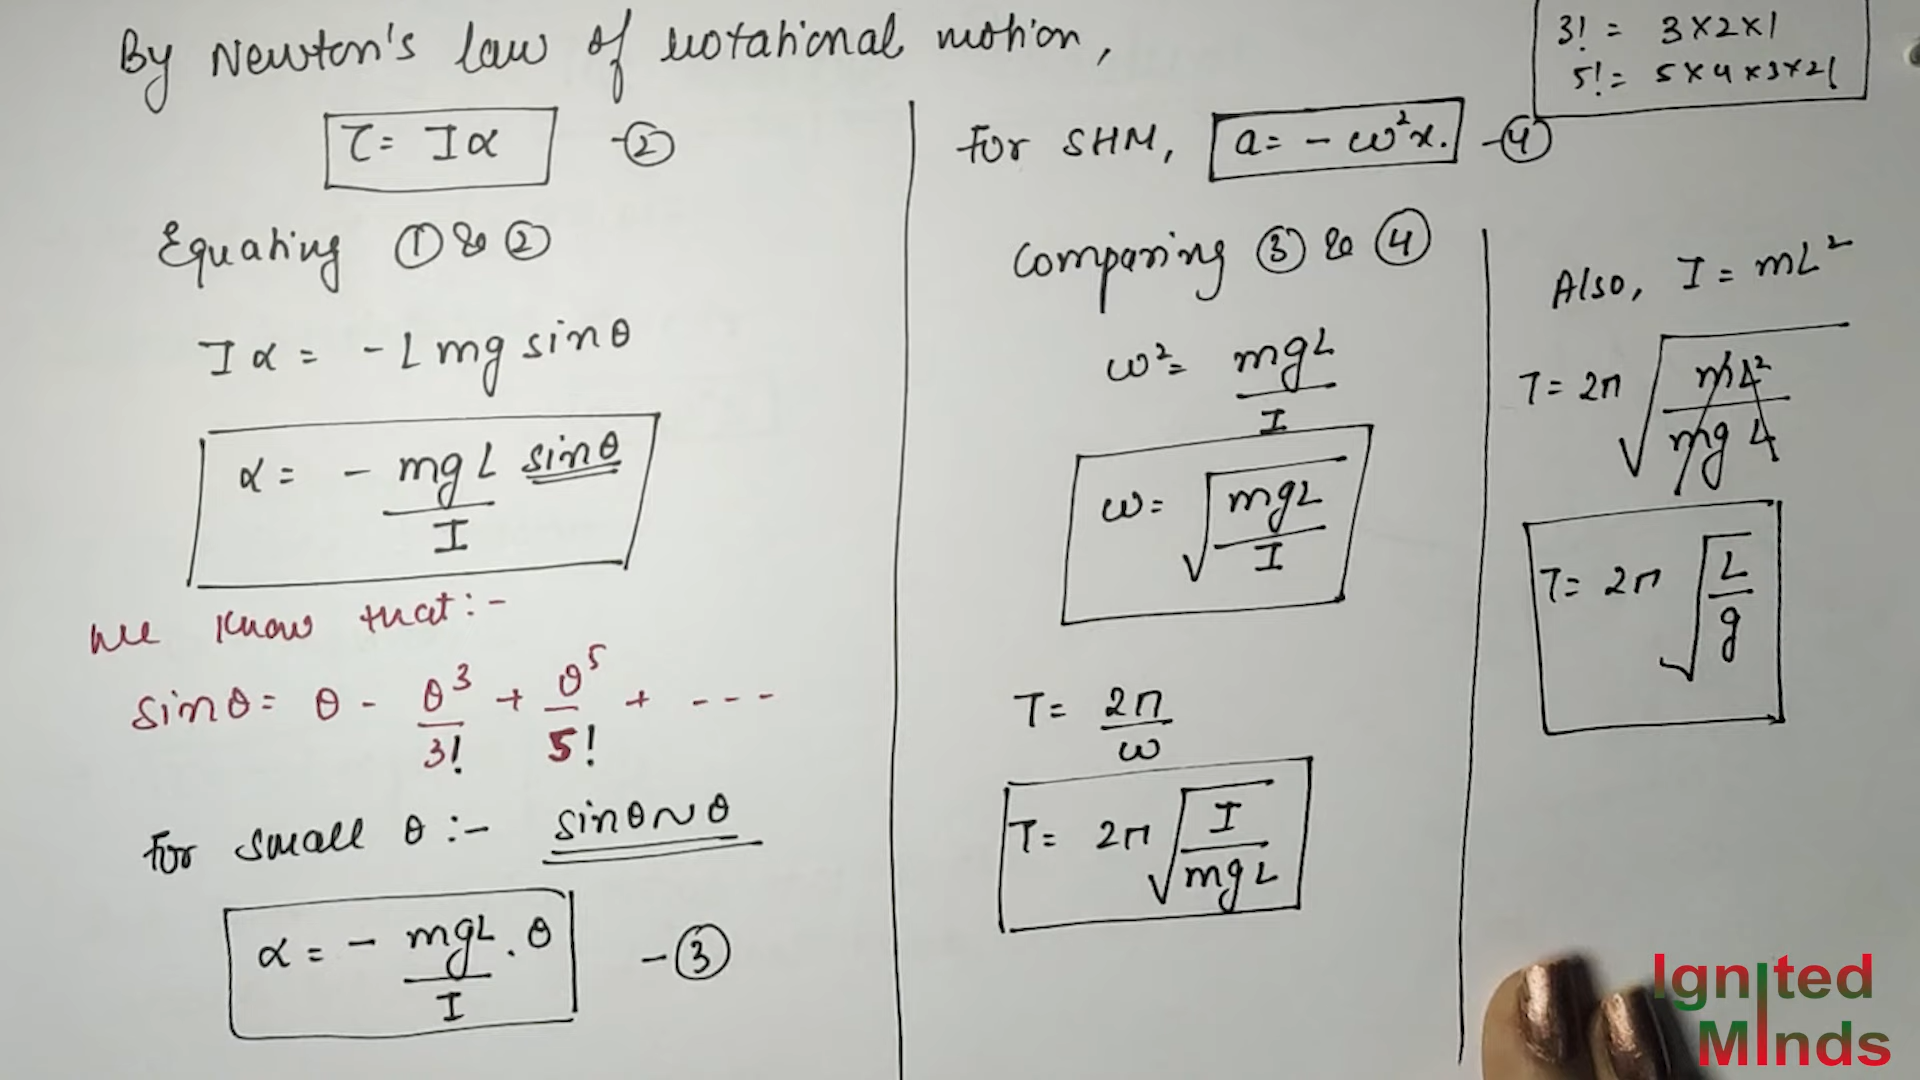 By Newton's law of rotational motion,
τ = Iα -②
Equating ① & ②
Iα = - L mg sinθ
α = - mgL/I sinθ
We know that:-
sinθ = θ - θ³/3! + θ⁵/5! + - - -
For small θ :- sinθ ~ θ
α = - mgL/I . θ -③
3! = 3×2×1
5! = 5×4×3×21
For SHM, a = - ω²x. -④
Comparing ③ & ④
ω² = mgL/I
ω = √(mgL/I)
T = 2π/ω
T = 2π √(I/mgL)
Also, I = mL²
T = 2π √(mL²/mgL)
T = 2π √(L/g)
Ignited
Minds